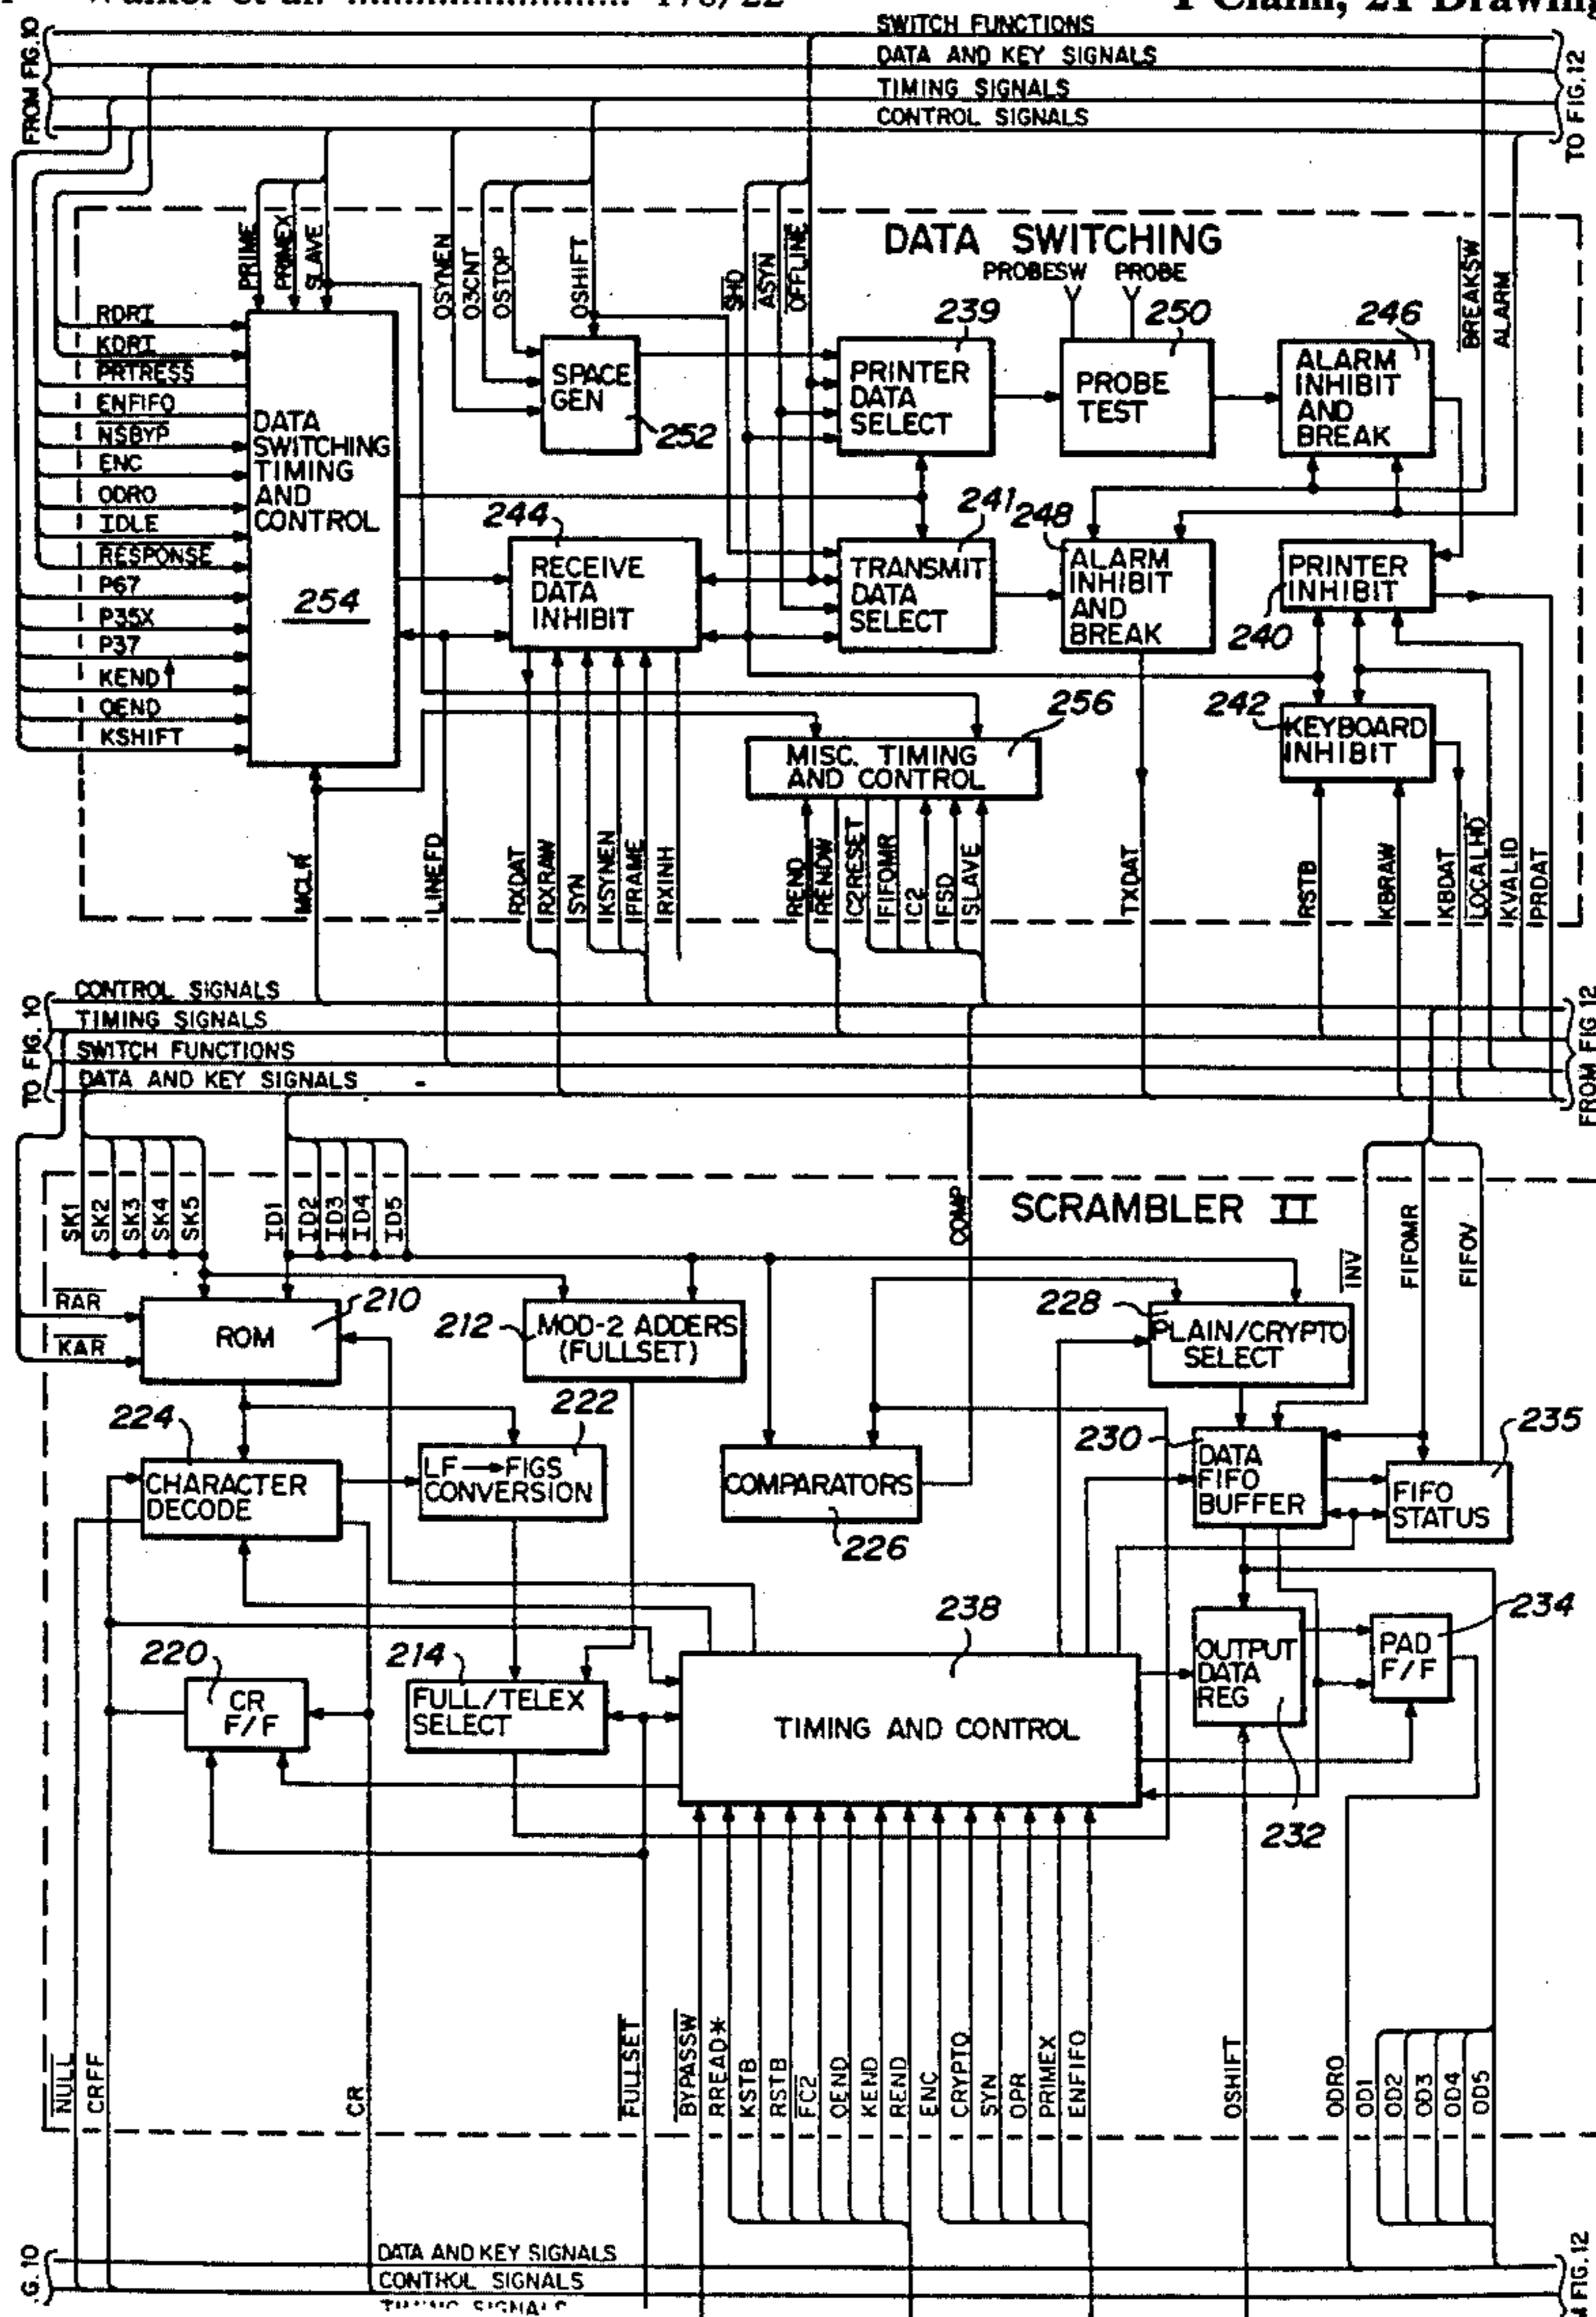 Walker et al. ........................... 178/22
1 Claim, 21 Drawing
FROM FIG.10
SWITCH FUNCTIONS
DATA AND KEY SIGNALS
TIMING SIGNALS
CONTROL SIGNALS
TO FIG.12
DATA SWITCHING
PRIME
PRIMEX
SLAVE
OSYNEN
O3CNT
OSTOP
OSHIFT
SHD
ASYN
OFFLINE
PROBESW
PROBE
BREAKSW
ALARM
RDRI
KDRI
PRTRESS
ENFIFO
NSBYP
ENC
ODRO
IDLE
RESPONSE
P67
P35X
P37
KEND
OEND
KSHIFT
DATA
SWITCHING
TIMING
AND
CONTROL
254
SPACE
GEN
252
239
PRINTER
DATA
SELECT
250
PROBE
TEST
246
ALARM
INHIBIT
AND
BREAK
244
RECEIVE
DATA
INHIBIT
241
TRANSMIT
DATA
SELECT
248
ALARM
INHIBIT
AND
BREAK
PRINTER
INHIBIT
240
256
MISC. TIMING
AND CONTROL
242
KEYBOARD
INHIBIT
MCLR
LINEFD
RXDAT
RXRAW
SYN
KSYNEN
FRAME
RXINH
REND
RENDW
C2RESET
FIFOMR
C2
FSD
SLAVE
TXDAT
RSTB
KBRAW
KBDAT
LOCALHD
KVALID
PRDAT
TO FIG. 10
CONTROL SIGNALS
TIMING SIGNALS
SWITCH FUNCTIONS
DATA AND KEY SIGNALS
FROM FIG 12
SCRAMBLER II
SK1
SK2
SK3
SK4
SK5
ID1
ID2
ID3
ID4
ID5
COMP
INV
FIFOMR
FIFOV
RAR
KAR
ROM
210
212
MOD-2 ADDERS
(FULLSET)
228
PLAIN/CRYPTO
SELECT
224
CHARACTER
DECODE
222
LF→FIGS
CONVERSION
COMPARATORS
226
230
DATA
FIFO
BUFFER
235
FIFO
STATUS
220
CR
F/F
214
FULL/TELEX
SELECT
238
TIMING AND CONTROL
OUTPUT
DATA
REG
232
234
PAD
F/F
NULL
CRFF
CR
FULLSET
BYPASSW
RREAD*
KSTB
RSTB
FC2
OEND
KEND
REND
ENC
CRYPTO
SYN
OPR
PRIMEX
ENFIFO
OSHIFT
ODRO
OD1
OD2
OD3
OD4
OD5
G. 10
DATA AND KEY SIGNALS
CONTROL SIGNALS
TIMING SIGNALS
M FIG.12